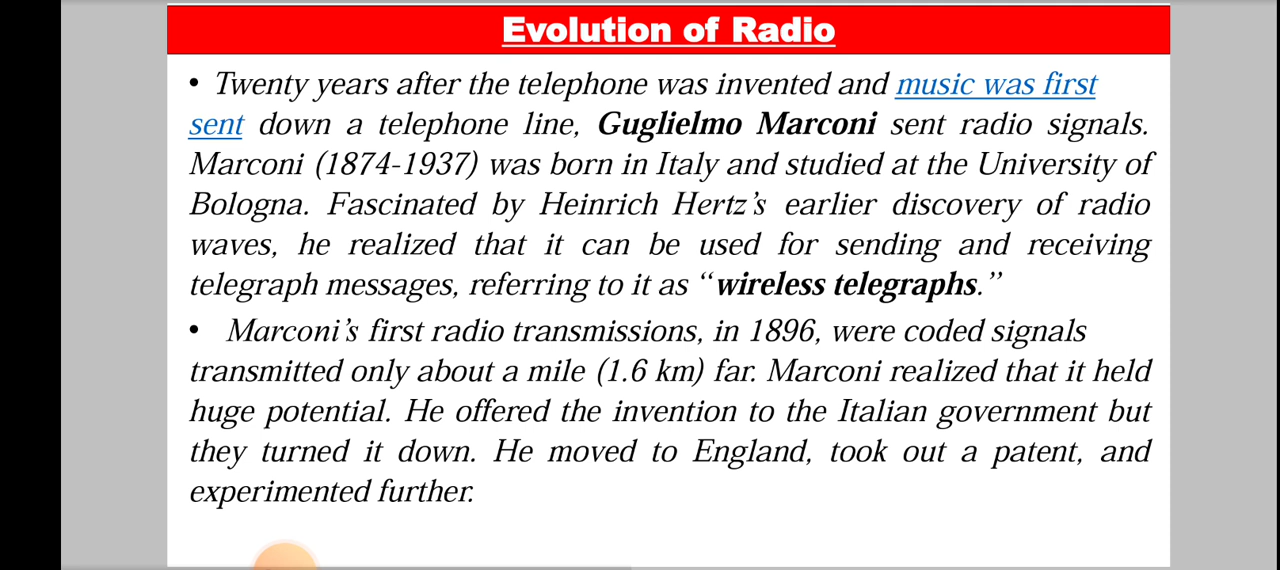 Evolution of Radio
• Twenty years after the telephone was invented and music was first
sent down a telephone line, Guglielmo Marconi sent radio signals.
Marconi (1874-1937) was born in Italy and studied at the University of
Bologna. Fascinated by Heinrich Hertz’s earlier discovery of radio
waves, he realized that it can be used for sending and receiving
telegraph messages, referring to it as “wireless telegraphs.”
• Marconi’s first radio transmissions, in 1896, were coded signals
transmitted only about a mile (1.6 km) far. Marconi realized that it held
huge potential. He offered the invention to the Italian government but
they turned it down. He moved to England, took out a patent, and
experimented further.